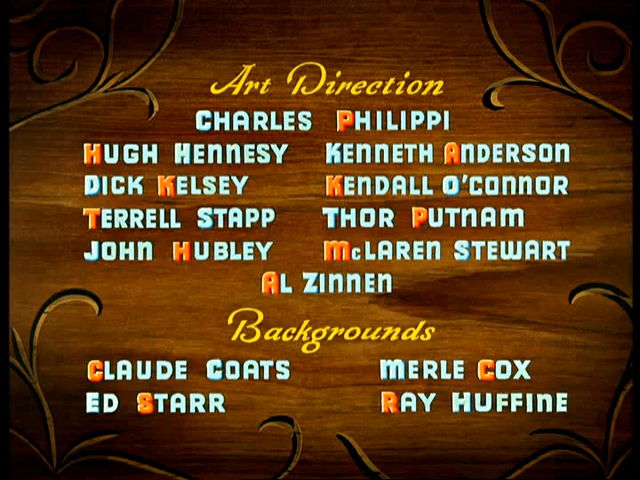 Art Direction
CHARLES PHILIPPI
HUGH HENNESY KENNETH ANDERSON
DICK KELSEY KENDALL O'CONNOR
TERRELL STAPP THOR PUTNAM
JOHN HUBLEY McLAREN STEWART
AL ZINNEN
Backgrounds
CLAUDE COATS MERLE COX
ED STARR RAY HUFFINE